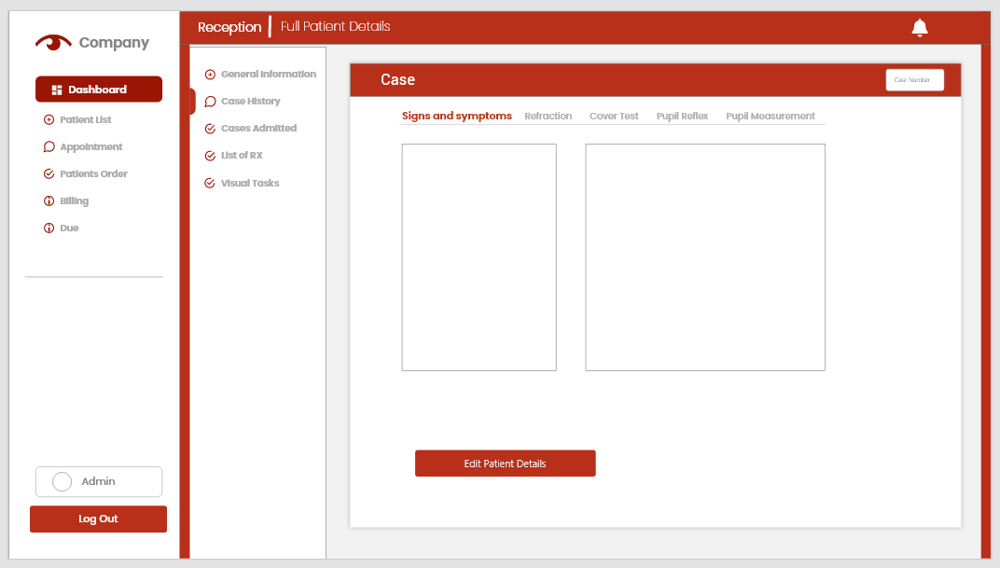 Company
Dashboard
Patient List
Appointment
Patients Order
Billing
Due
Admin
Log Out
Reception
Full Patient Details
General Information
Case History
Cases Admitted
List of RX
Visual Tasks
Case
Case Number
Signs and symptoms Refraction Cover Test Pupil Reflex Pupil Measurement
Edit Patient Details